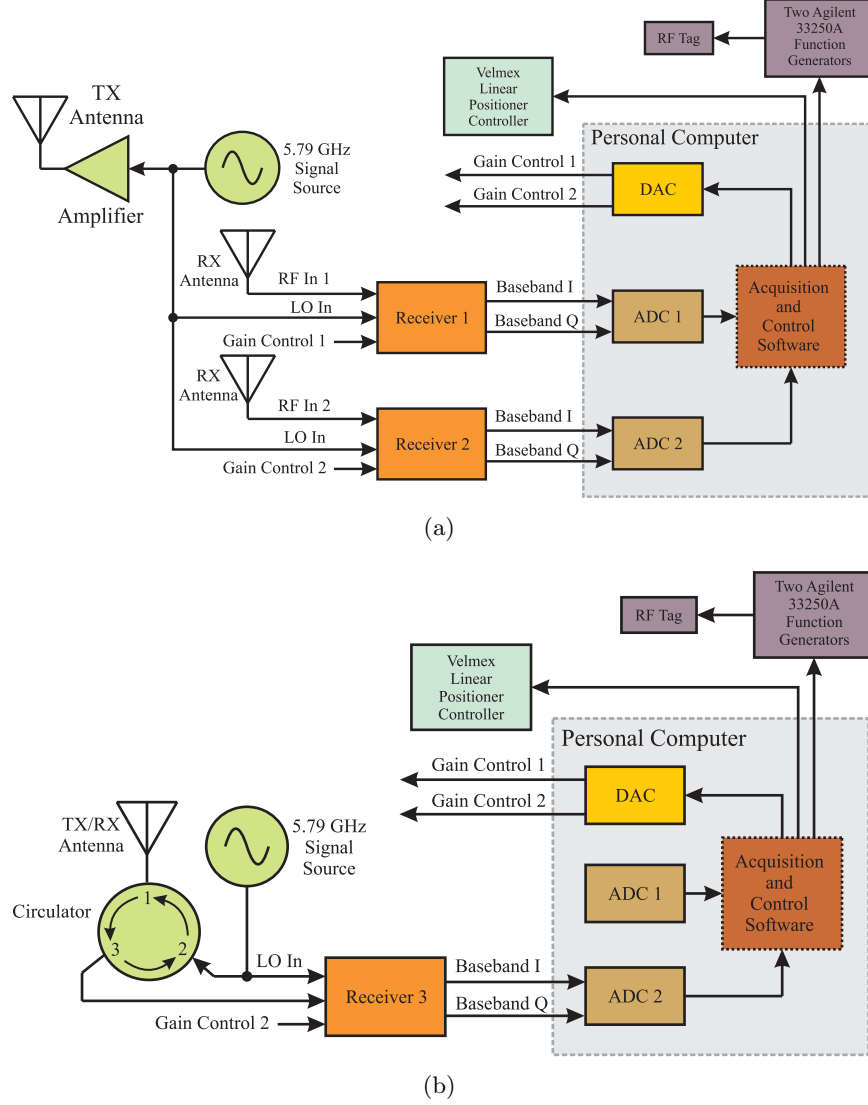 Two Agilent
33250A
Function
Generators
RF Tag
Velmex
Linear
Positioner
Controller
TX
Antenna
5.79 GHz
Signal
Source
Amplifier
Personal Computer
Gain Control 1
Gain Control 2
DAC
RX
Antenna
RF In 1
LO In
Gain Control 1
Receiver 1
Baseband I
Baseband Q
ADC 1
Acquisition
and
Control
Software
RX
Antenna
RF In 2
LO In
Gain Control 2
Receiver 2
Baseband I
Baseband Q
ADC 2
(a)
Two Agilent
33250A
Function
Generators
RF Tag
Velmex
Linear
Positioner
Controller
Personal Computer
Gain Control 1
Gain Control 2
DAC
TX/RX
Antenna
5.79 GHz
Signal
Source
Circulator
1
2
3
LO In
Gain Control 2
Receiver 3
Baseband I
Baseband Q
ADC 1
ADC 2
Acquisition
and
Control
Software
(b)